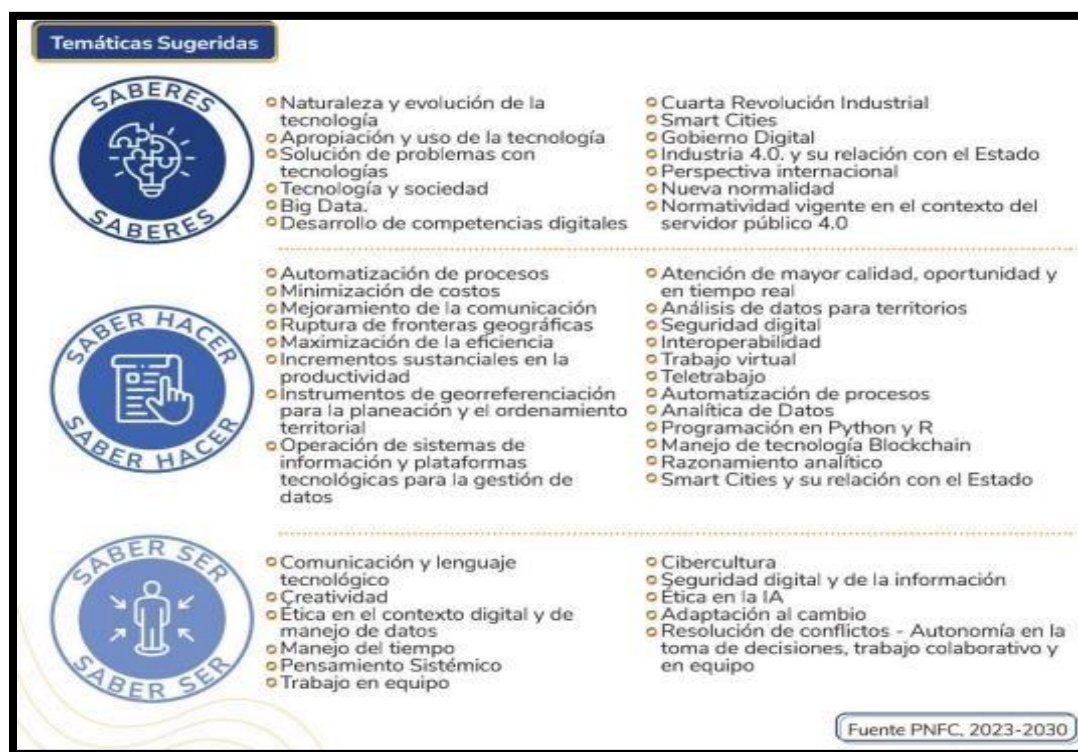 Temáticas Sugeridas
SABERES
SABERES
Naturaleza y evolución de la
tecnología
Apropiación y uso de la tecnología
Solución de problemas con
tecnologías
Tecnología y sociedad
Big Data.
Desarrollo de competencias digitales
Cuarta Revolución Industrial
Smart Cities
Gobierno Digital
Industria 4.0. y su relación con el Estado
Perspectiva internacional
Nueva normalidad
Normatividad vigente en el contexto del
servidor público 4.0
SABER HACER
SABER HACER
Automatización de procesos
Minimización de costos
Mejoramiento de la comunicación
Ruptura de fronteras geográficas
Maximización de la eficiencia
Incrementos sustanciales en la
productividad
Instrumentos de georreferenciación
para la planeación y el ordenamiento
territorial
Operación de sistemas de
información y plataformas
tecnológicas para la gestión de
datos
Atención de mayor calidad, oportunidad y
en tiempo real
Análisis de datos para territorios
Seguridad digital
Interoperabilidad
Trabajo virtual
Teletrabajo
Automatización de procesos
Analítica de Datos
Programación en Python y R
Manejo de tecnología Blockchain
Razonamiento analítico
Smart Cities y su relación con el Estado
SABER SER
SABER SER
Comunicación y lenguaje
tecnológico
Creatividad
Ética en el contexto digital y de
manejo de datos
Manejo del tiempo
Pensamiento Sistémico
Trabajo en equipo
Cibercultura
Seguridad digital y de la información
Ética en la IA
Adaptación al cambio
Resolución de conflictos - Autonomía en la
toma de decisiones, trabajo colaborativo y
en equipo
Fuente PNFC, 2023-2030